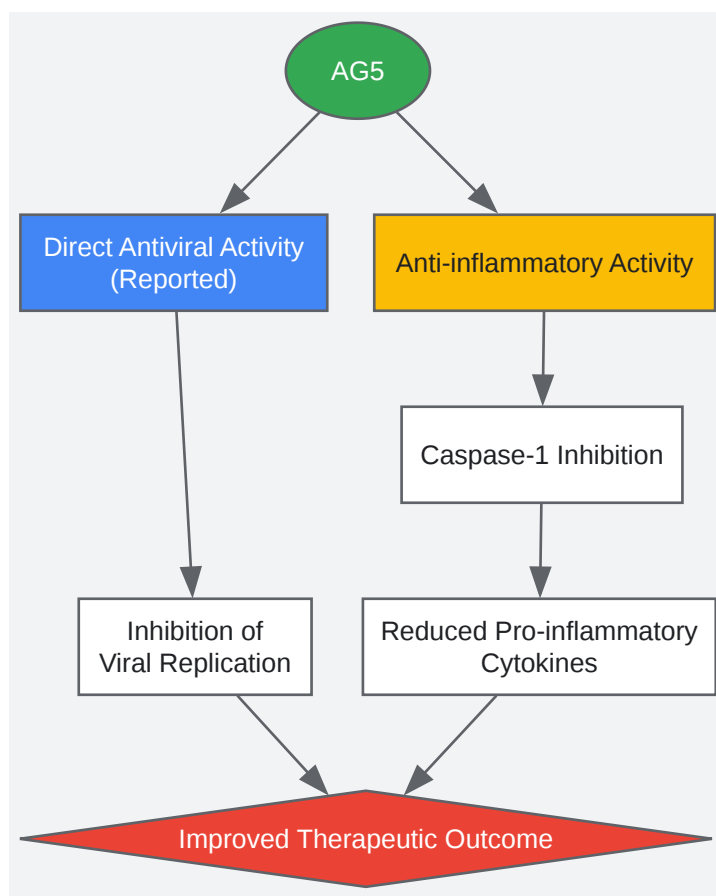 AG5
Direct Antiviral Activity
(Reported)
Anti-inflammatory Activity
Caspase-1 Inhibition
Inhibition of
Viral Replication
Reduced Pro-inflammatory
Cytokines
Improved Therapeutic Outcome